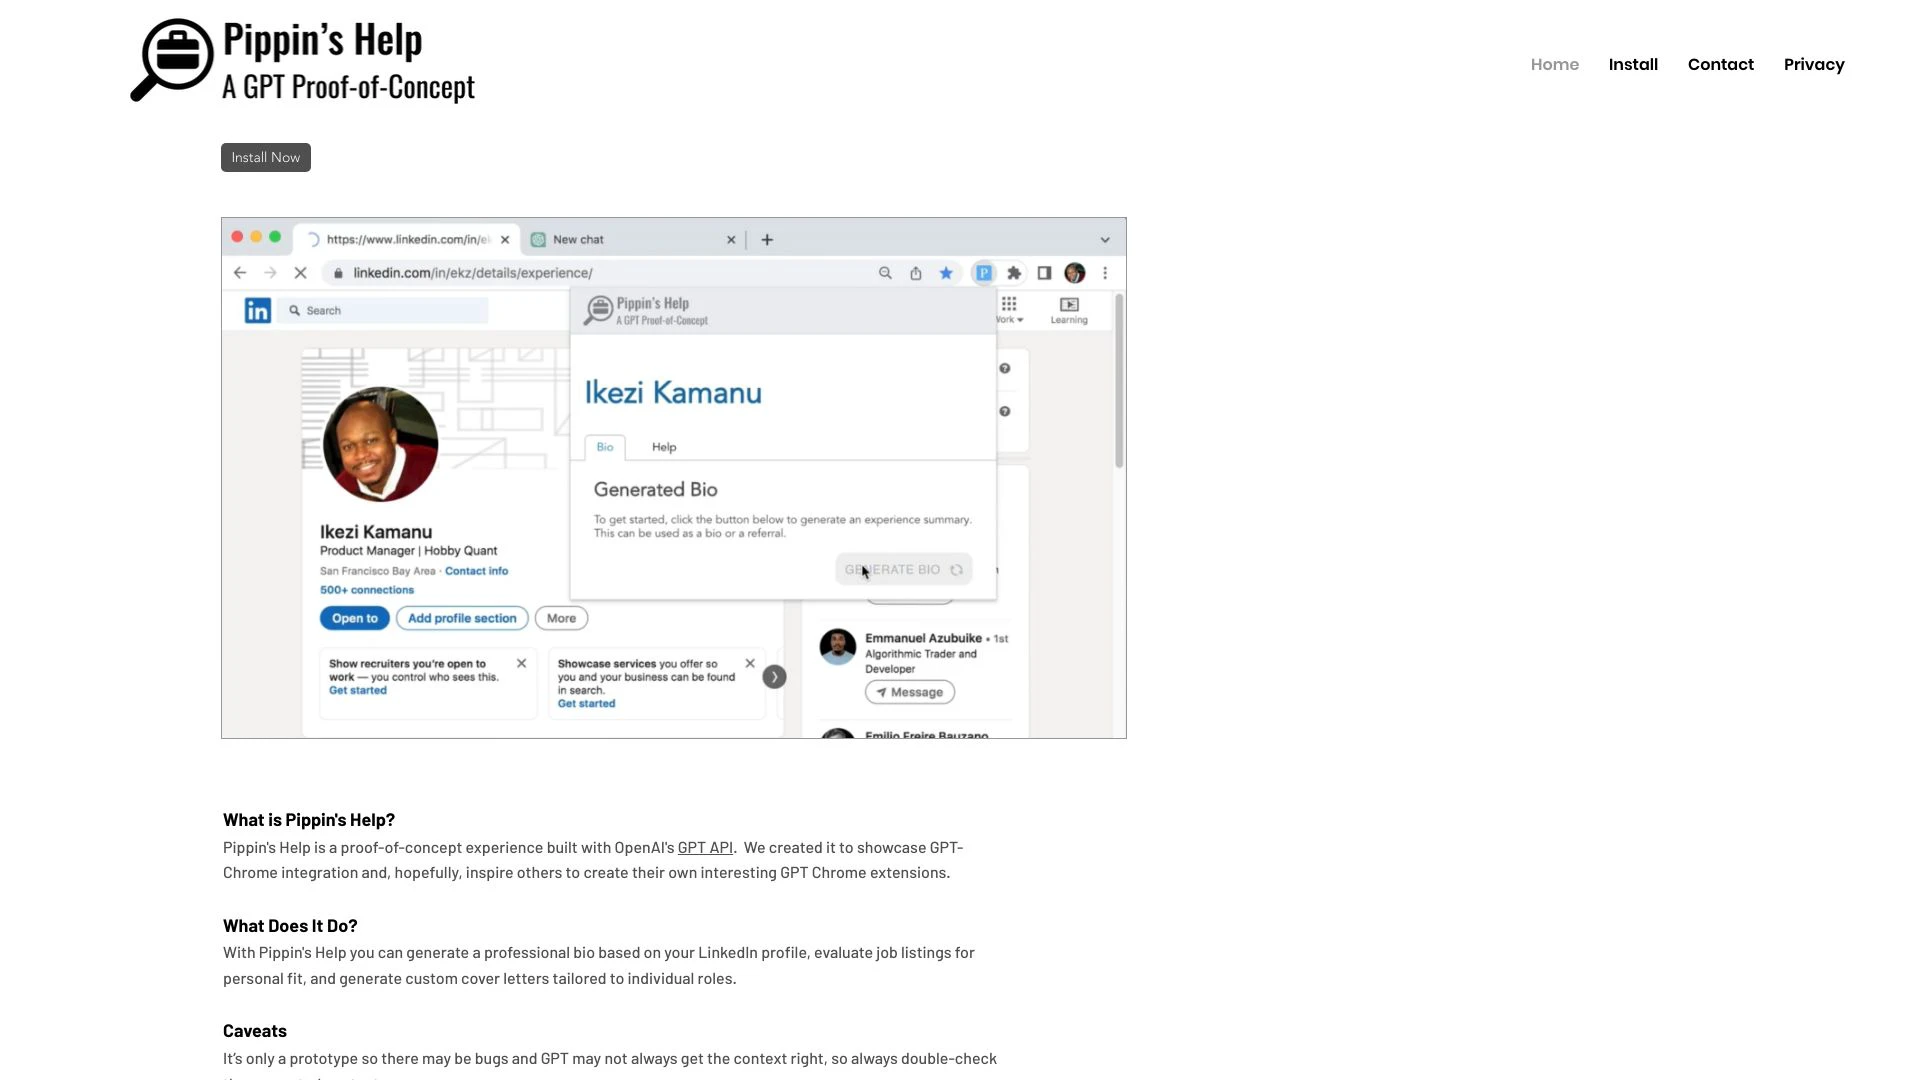 Pippin's Help
A GPT Proof-of-Concept
Home Install Contact Privacy
Install Now
https://www.linkedin.com/in/ek New chat
linkedin.com/in/ekz/details/experience/
in Search
Pippin's Help
A GPT Proof-of-Concept
Work Learning
Ikezi Kamanu
Bio Help
Generated Bio
To get started, click the button below to generate an experience summary.
This can be used as a bio or a referral.
GENERATE BIO
Ikezi Kamanu
Product Manager | Hobby Quant
San Francisco Bay Area · Contact info
500+ connections
Open to Add profile section More
Show recruiters you're open to
work — you control who sees this.
Get started
Showcase services you offer so
you and your business can be found
in search.
Get started
Emmanuel Azubuike • 1st
Algorithmic Trader and
Developer
Message
Emilio Freire Bauzano
What is Pippin's Help?
Pippin's Help is a proof-of-concept experience built with OpenAI's GPT API. We created it to showcase GPT-
Chrome integration and, hopefully, inspire others to create their own interesting GPT Chrome extensions.
What Does It Do?
With Pippin's Help you can generate a professional bio based on your LinkedIn profile, evaluate job listings for
personal fit, and generate custom cover letters tailored to individual roles.
Caveats
It's only a prototype so there may be bugs and GPT may not always get the context right, so always double-check